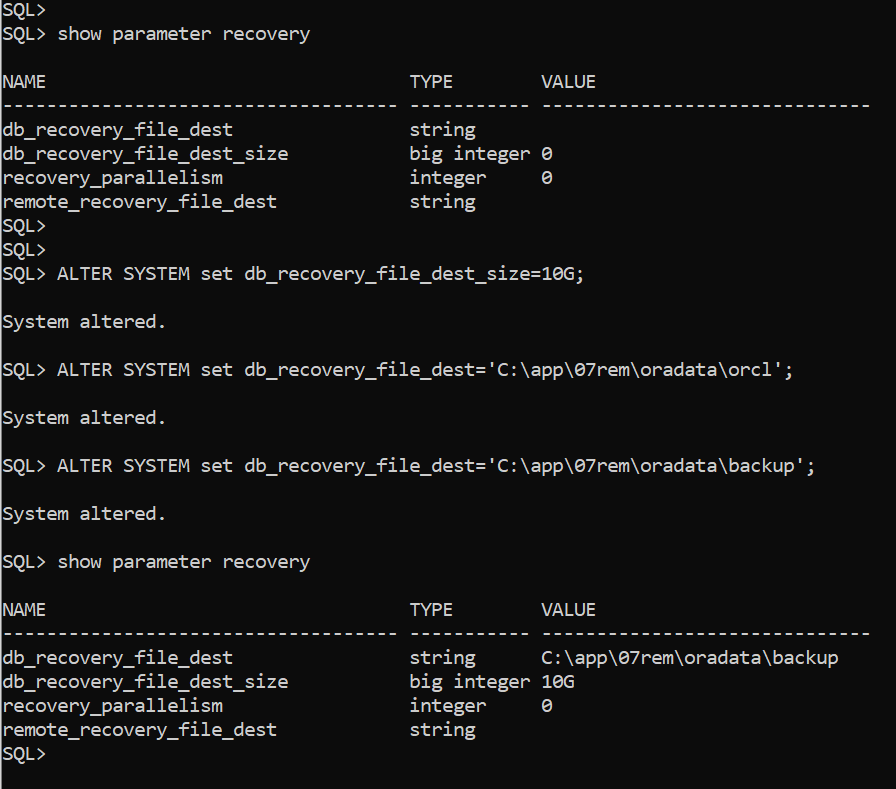 SQL>
SQL> show parameter recovery
NAME                                 TYPE        VALUE
------------------------------------ ----------- ------------------------------
db_recovery_file_dest                string
db_recovery_file_dest_size           big integer 0
recovery_parallelism                 integer     0
remote_recovery_file_dest            string
SQL>
SQL>
SQL> ALTER SYSTEM set db_recovery_file_dest_size=10G;
System altered.
SQL> ALTER SYSTEM set db_recovery_file_dest='C:\app\07rem\oradata\orcl';
System altered.
SQL> ALTER SYSTEM set db_recovery_file_dest='C:\app\07rem\oradata\backup';
System altered.
SQL> show parameter recovery
NAME                                 TYPE        VALUE
------------------------------------ ----------- ------------------------------
db_recovery_file_dest                string      C:\app\07rem\oradata\backup
db_recovery_file_dest_size           big integer 10G
recovery_parallelism                 integer     0
remote_recovery_file_dest            string
SQL>